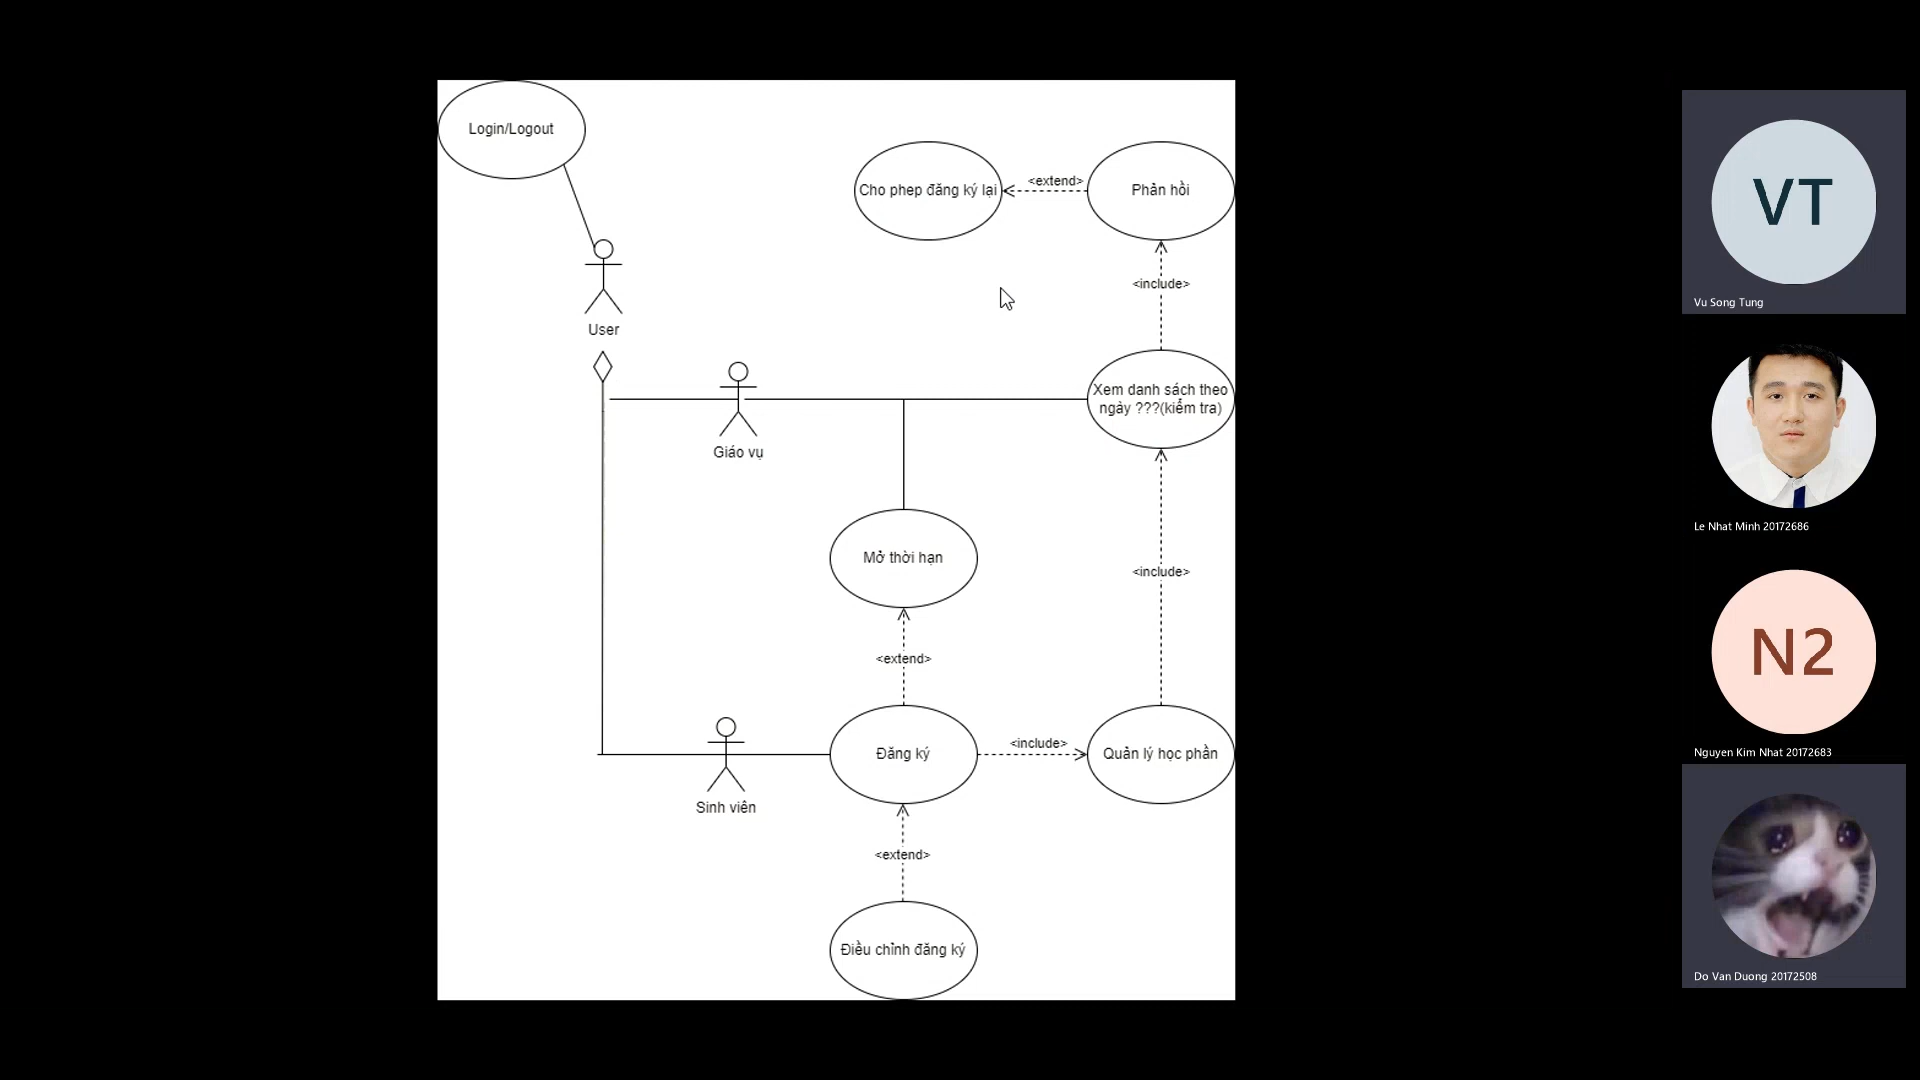 Login/Logout
Cho phep đăng ký lại
<extend>
Phản hồi
<include>
User
Giáo vụ
Xem danh sách theo
ngày ???(kiểm tra)
Mở thời hạn
<include>
<extend>
Sinh viên
Đăng ký
<include>
Quản lý học phần
<extend>
Điều chỉnh đăng ký
VT
Vu Song Tung
Le Nhat Minh 20172686
N2
Nguyen Kim Nhat 20172683
Do Van Duong 20172508